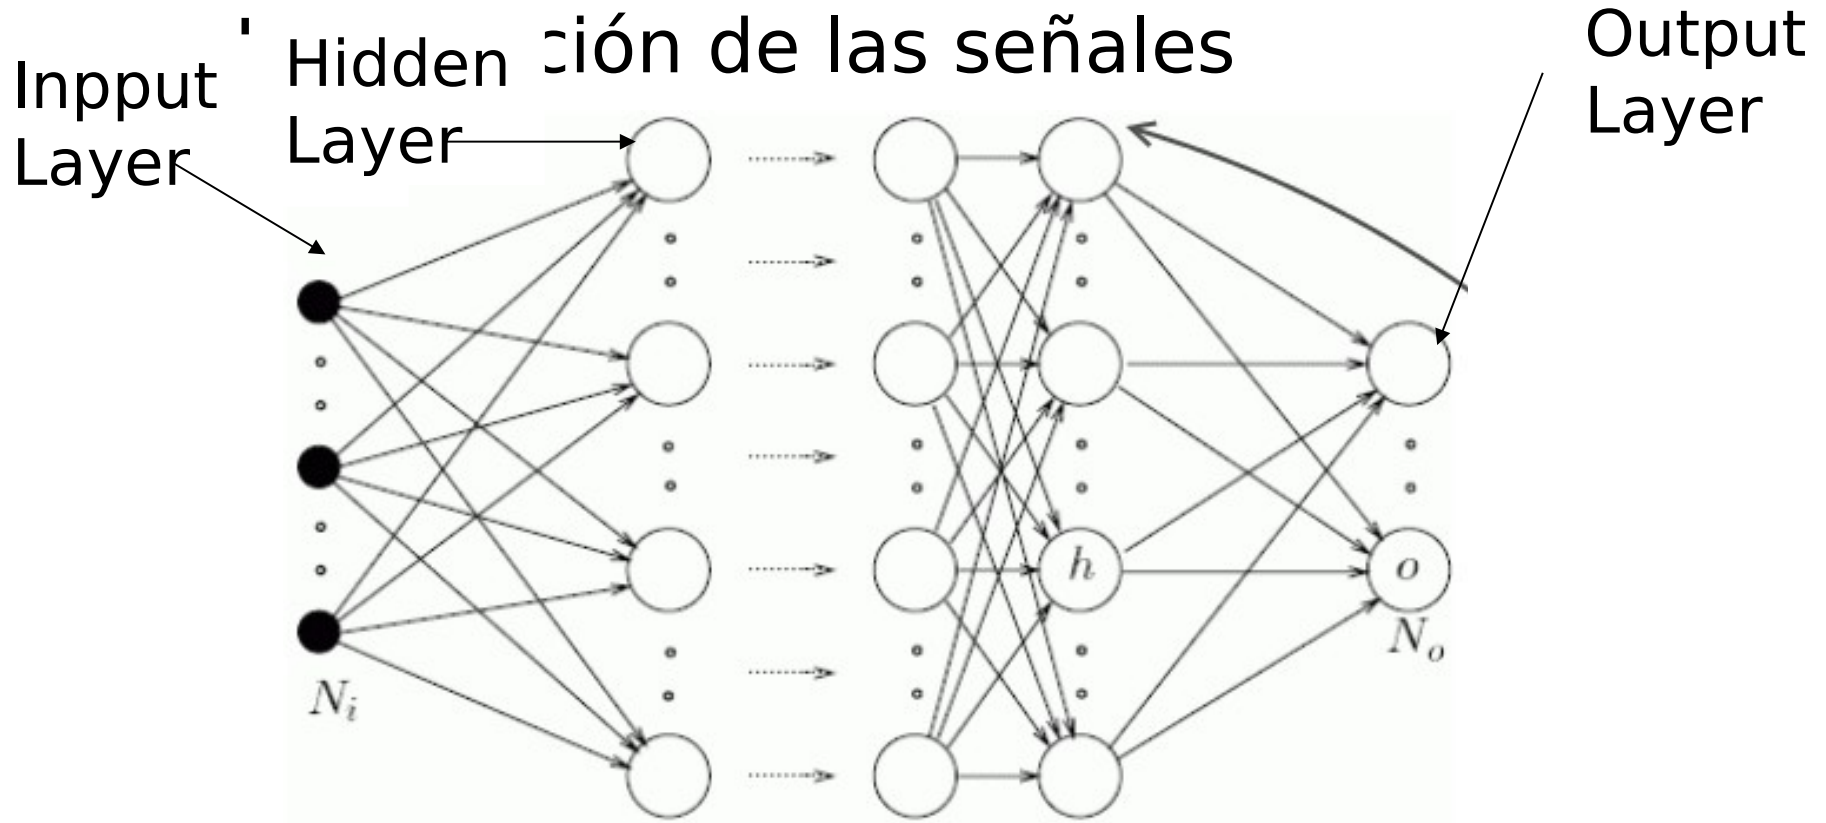 ción de las señales
Inpput
Layer
Hidden
Layer
Output
Layer
h
o
N_i
N_o